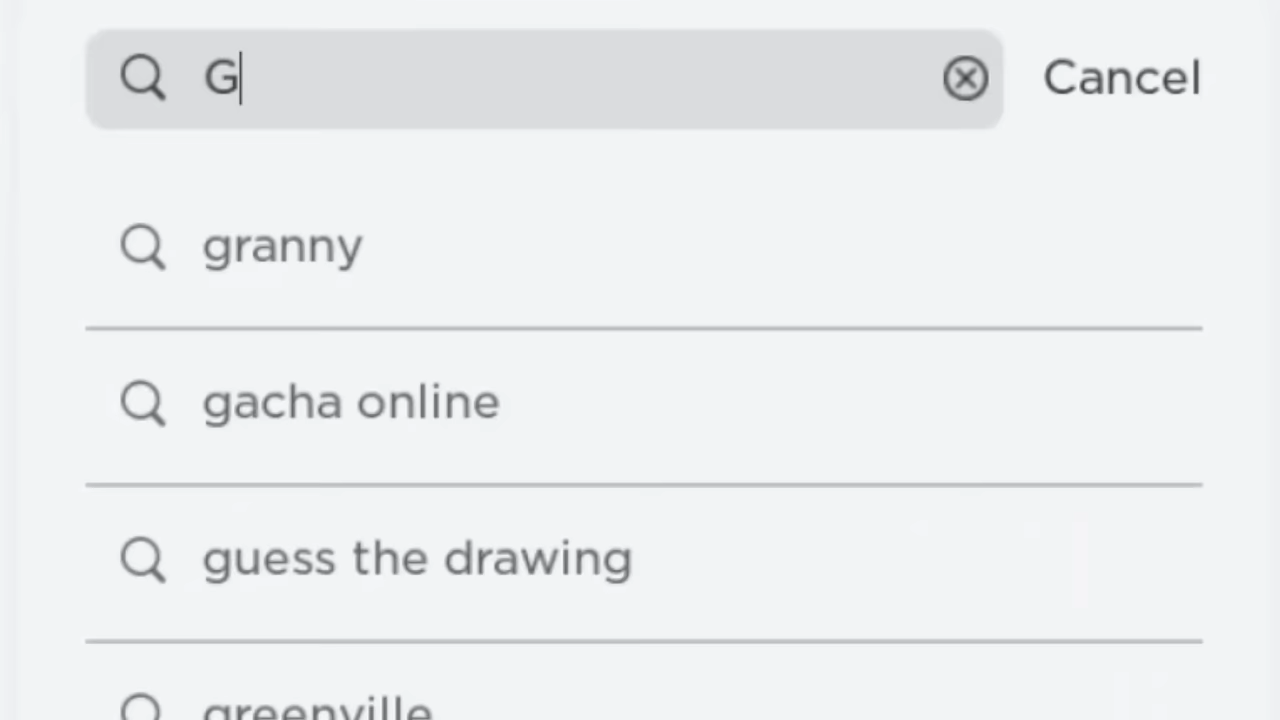 G
Cancel
granny
gacha online
guess the drawing
greenville